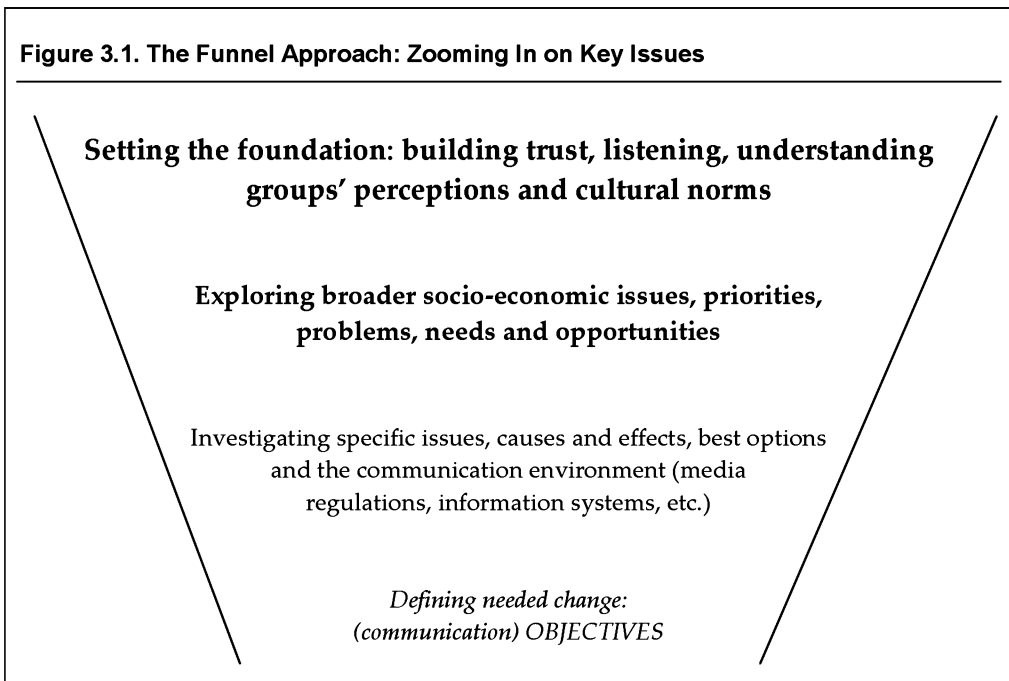 Figure 3.1. The Funnel Approach: Zooming In on Key Issues
Setting the foundation: building trust, listening, understanding
groups’ perceptions and cultural norms
Exploring broader socio-economic issues, priorities,
problems, needs and opportunities
Investigating specific issues, causes and effects, best options
and the communication environment (media
regulations, information systems, etc.)
Defining needed change:
(communication) OBJECTIVES